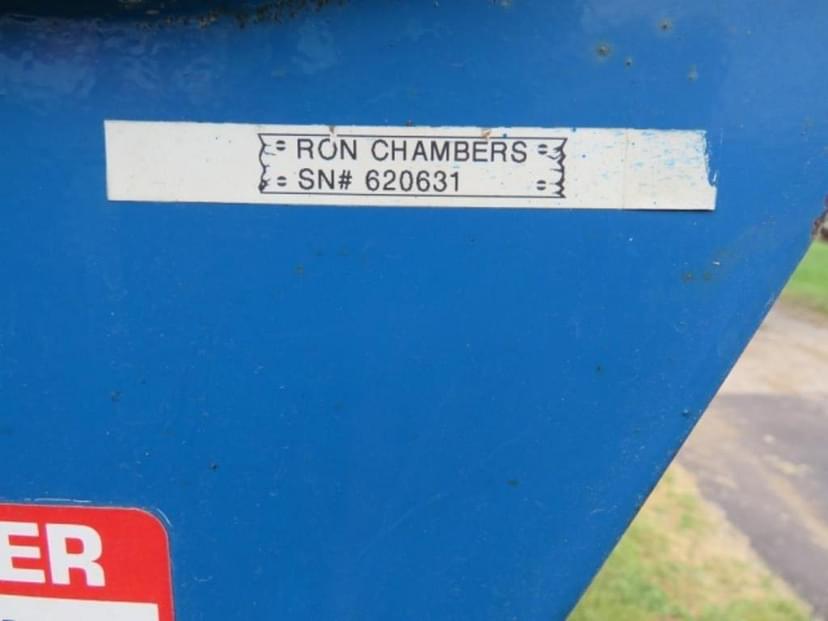 RON CHAMBERS
SN# 620631
ER